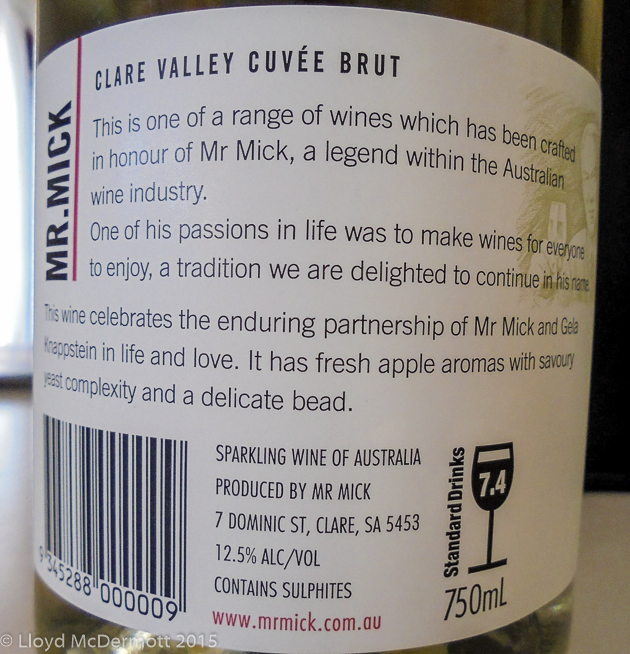 CLARE VALLEY CUVÉE BRUT
MR.MICK
This is one of a range of wines which has been crafted
in honour of Mr Mick, a legend within the Australian
wine industry.
One of his passions in life was to make wines for everyone
to enjoy, a tradition we are delighted to continue in his name.
This wine celebrates the enduring partnership of Mr Mick and Gela
Knappstein in life and love. It has fresh apple aromas with savoury
yeast complexity and a delicate bead.
SPARKLING WINE OF AUSTRALIA
PRODUCED BY MR MICK
7 DOMINIC ST, CLARE, SA 5453
12.5% ALC/VOL
CONTAINS SULPHITES
www.mrmick.com.au
9 345288 000009
Standard Drinks
7.4
750mL
© Lloyd McDermott 2015